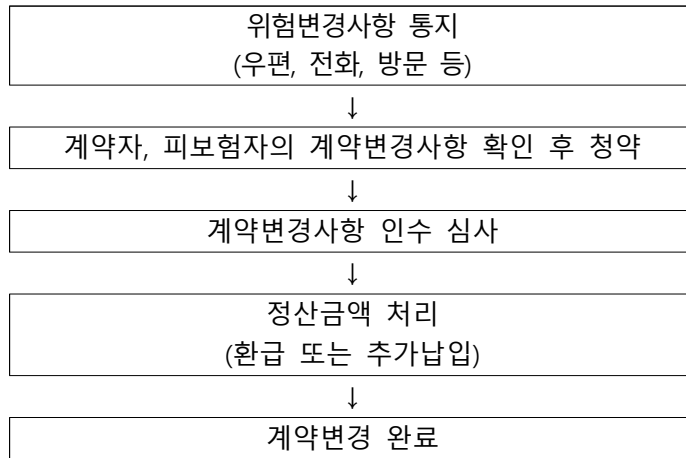 위험변경사항 통지
(우편, 전화, 방문 등)
↓
계약자, 피보험자의 계약변경사항 확인 후 청약
↓
계약변경사항 인수 심사
↓
정산금액 처리
(환급 또는 추가납입)
↓
계약변경 완료